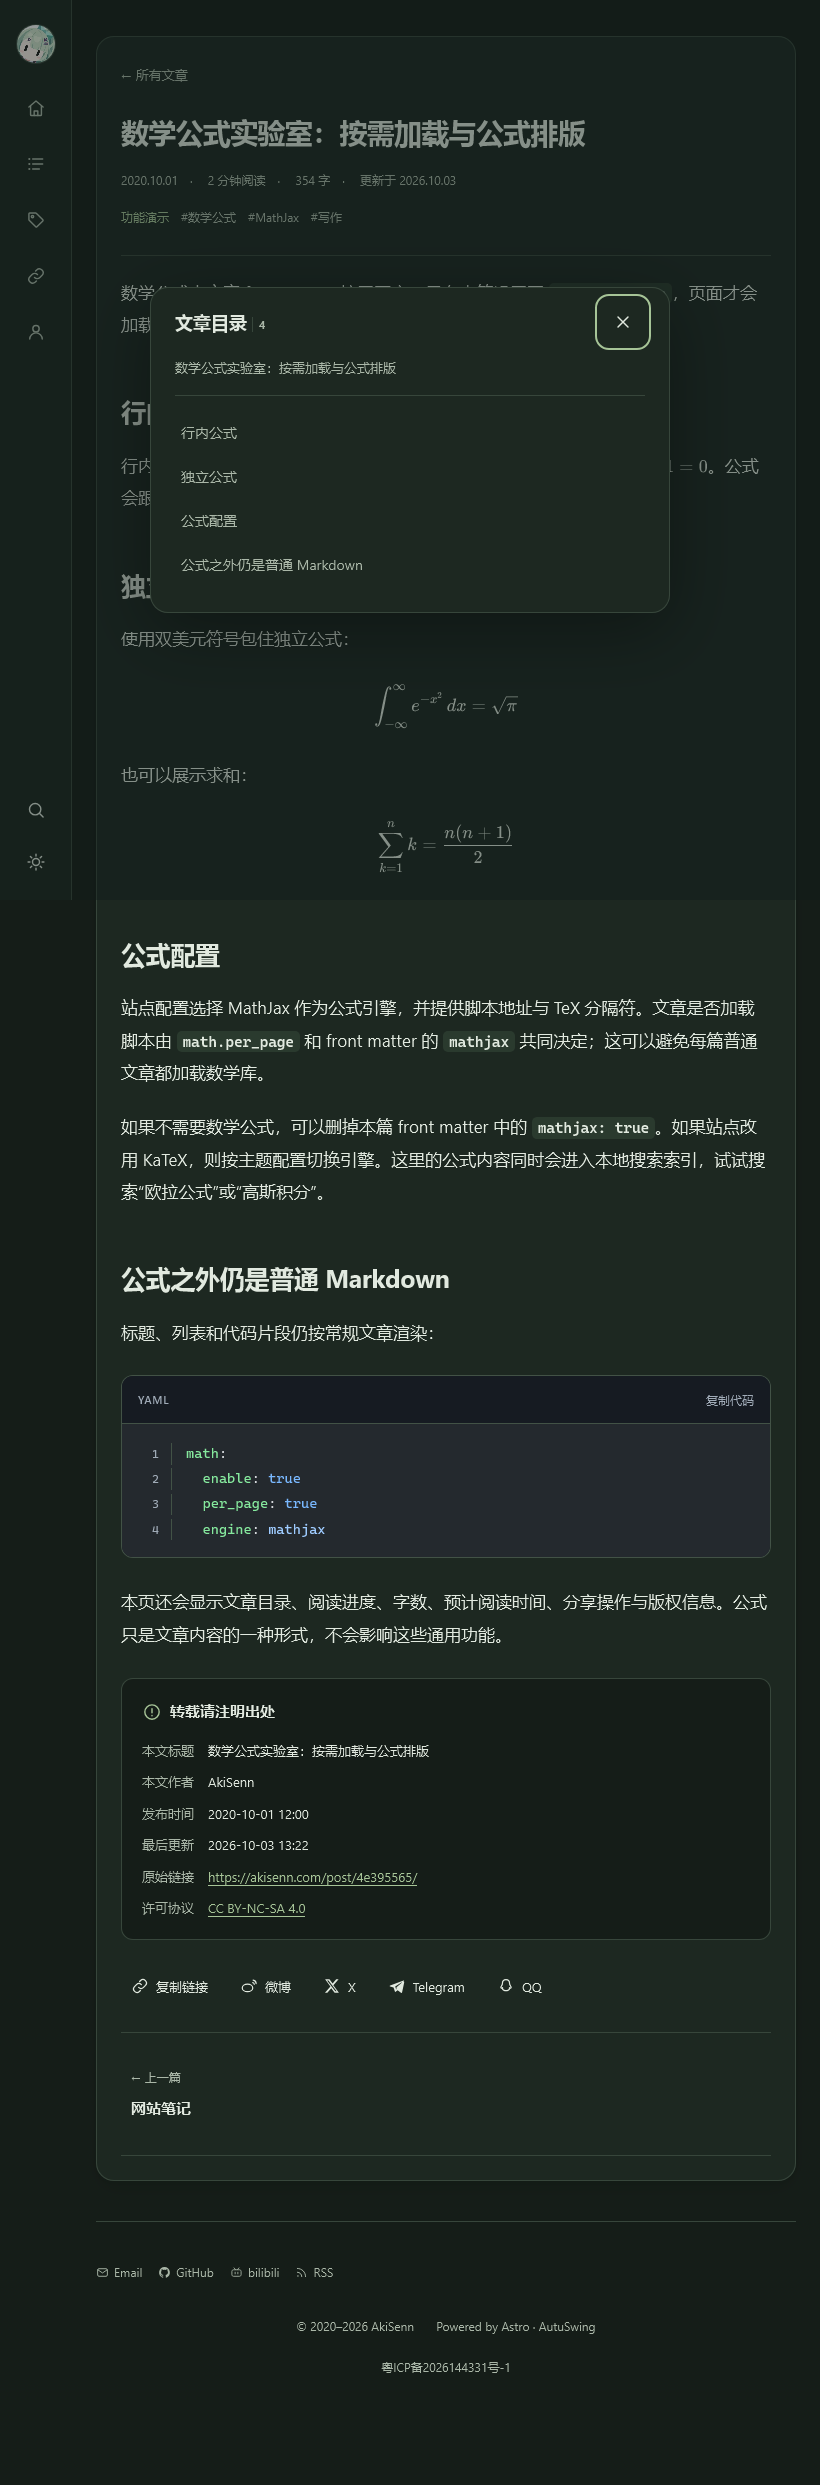 ← 所有文章
数学公式实验室：按需加载与公式排版
2020.10.01 · 2 分钟阅读 · 354 字 · 更新于 2026.10.03
功能演示 #数学公式 #MathJax #写作
，页面才会
加载
文章目录 4
数学公式实验室：按需加载与公式排版
行内公式
独立公式
公式配置
公式之外仍是普通 Markdown
= 0。公式
会跟
使用双美元符号包住独立公式：
∫_{−∞}^{∞} e^{−x²} dx = √π
也可以展示求和：
∑_{k=1}^{n} k = n(n + 1)/2
公式配置
站点配置选择 MathJax 作为公式引擎，并提供脚本地址与 TeX 分隔符。文章是否加载
脚本由 math.per_page 和 front matter 的 mathjax 共同决定；这可以避免每篇普通
文章都加载数学库。
如果不需要数学公式，可以删掉本篇 front matter 中的 mathjax: true。如果站点改
用 KaTeX，则按主题配置切换引擎。这里的公式内容同时会进入本地搜索索引，试试搜
索“欧拉公式”或“高斯积分”。
公式之外仍是普通 Markdown
标题、列表和代码片段仍按常规文章渲染：
YAML 复制代码
1 math:
2   enable: true
3   per_page: true
4   engine: mathjax
本页还会显示文章目录、阅读进度、字数、预计阅读时间、分享操作与版权信息。公式
只是文章内容的一种形式，不会影响这些通用功能。
转载请注明出处
本文标题 数学公式实验室：按需加载与公式排版
本文作者 AkiSenn
发布时间 2020-10-01 12:00
最后更新 2026-10-03 13:22
原始链接 https://akisenn.com/post/4e395565/
许可协议 CC BY-NC-SA 4.0
复制链接 微博 X Telegram QQ
← 上一篇
网站笔记
Email GitHub bilibili RSS
© 2020–2026 AkiSenn Powered by Astro · AutuSwing
粤ICP备2026144331号-1